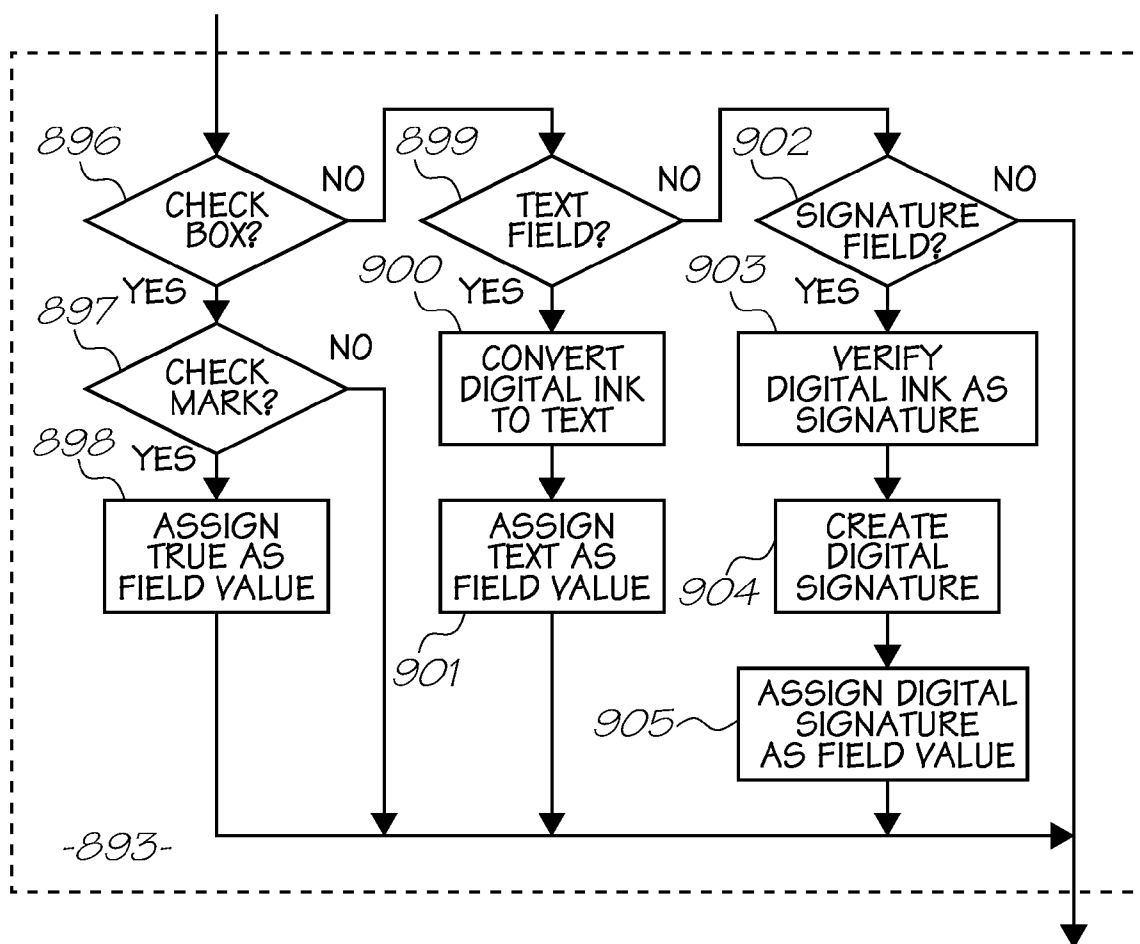 896
CHECK
BOX?
NO
YES
897
CHECK
MARK?
NO
YES
898
ASSIGN
TRUE AS
FIELD VALUE
899
TEXT
FIELD?
NO
YES
900
CONVERT
DIGITAL INK
TO TEXT
ASSIGN
TEXT AS
FIELD VALUE
901
902
SIGNATURE
FIELD?
NO
YES
903
VERIFY
DIGITAL INK AS
SIGNATURE
CREATE
DIGITAL
SIGNATURE
904
ASSIGN DIGITAL
SIGNATURE
AS FIELD VALUE
905
-893-